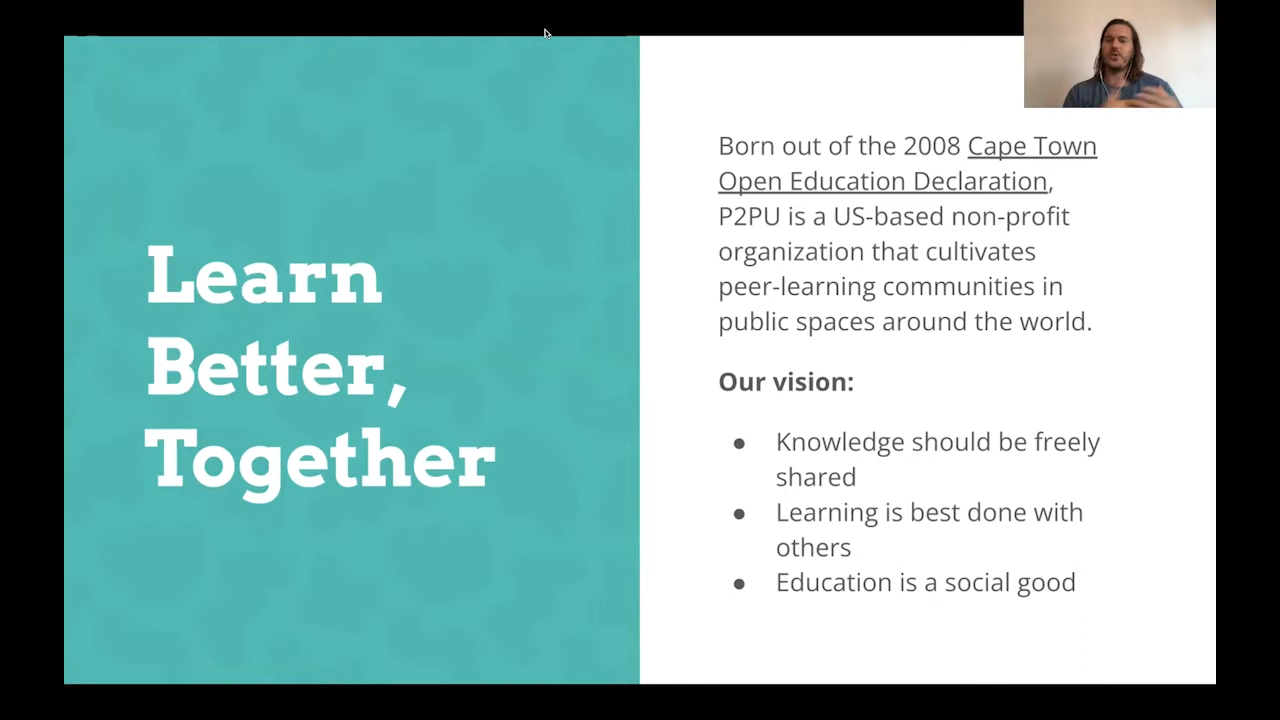 Learn
Better,
Together
Born out of the 2008 Cape Town
Open Education Declaration,
P2PU is a US-based non-profit
organization that cultivates
peer-learning communities in
public spaces around the world.
Our vision:
● Knowledge should be freely
shared
● Learning is best done with
others
● Education is a social good